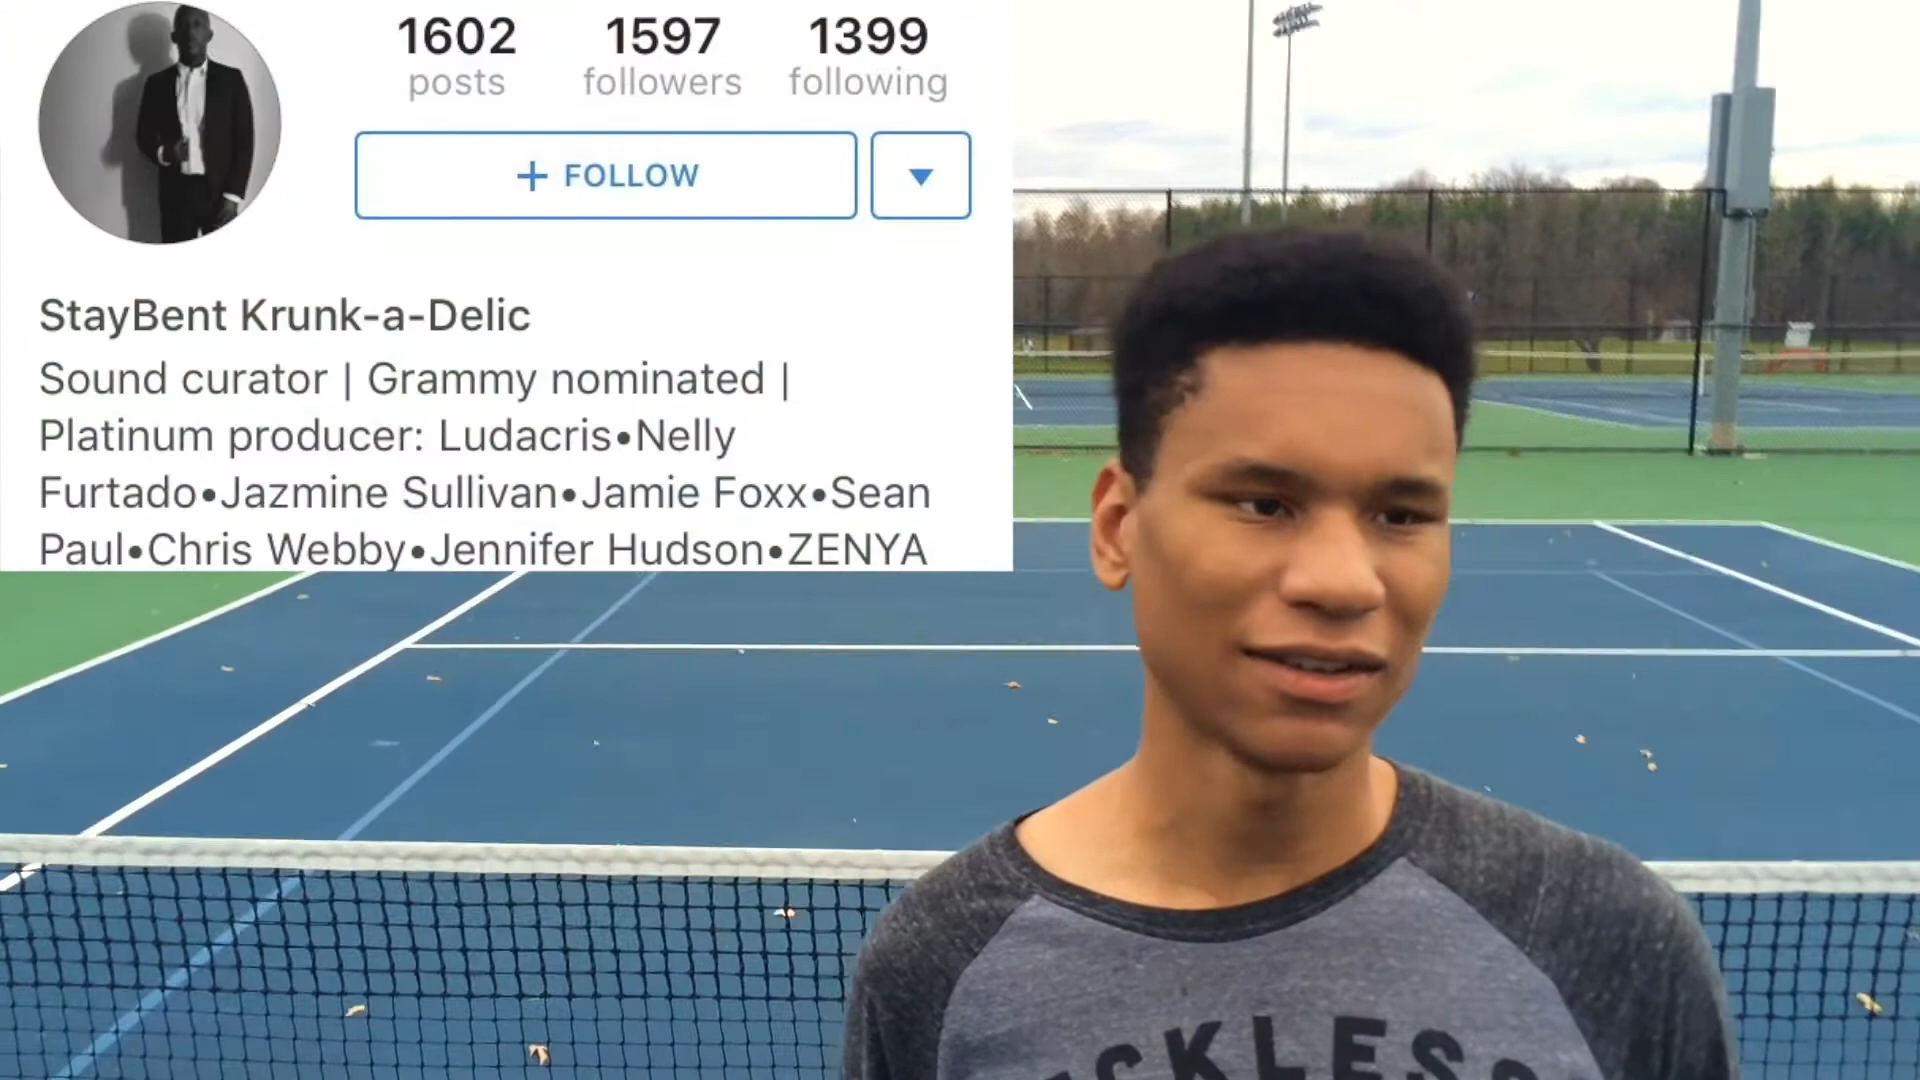 1602 1597 1399
posts followers following
+ FOLLOW
StayBent Krunk-a-Delic
Sound curator | Grammy nominated |
Platinum producer: Ludacris•Nelly
Furtado•Jazmine Sullivan•Jamie Foxx•Sean
Paul•Chris Webby•Jennifer Hudson•ZENYA